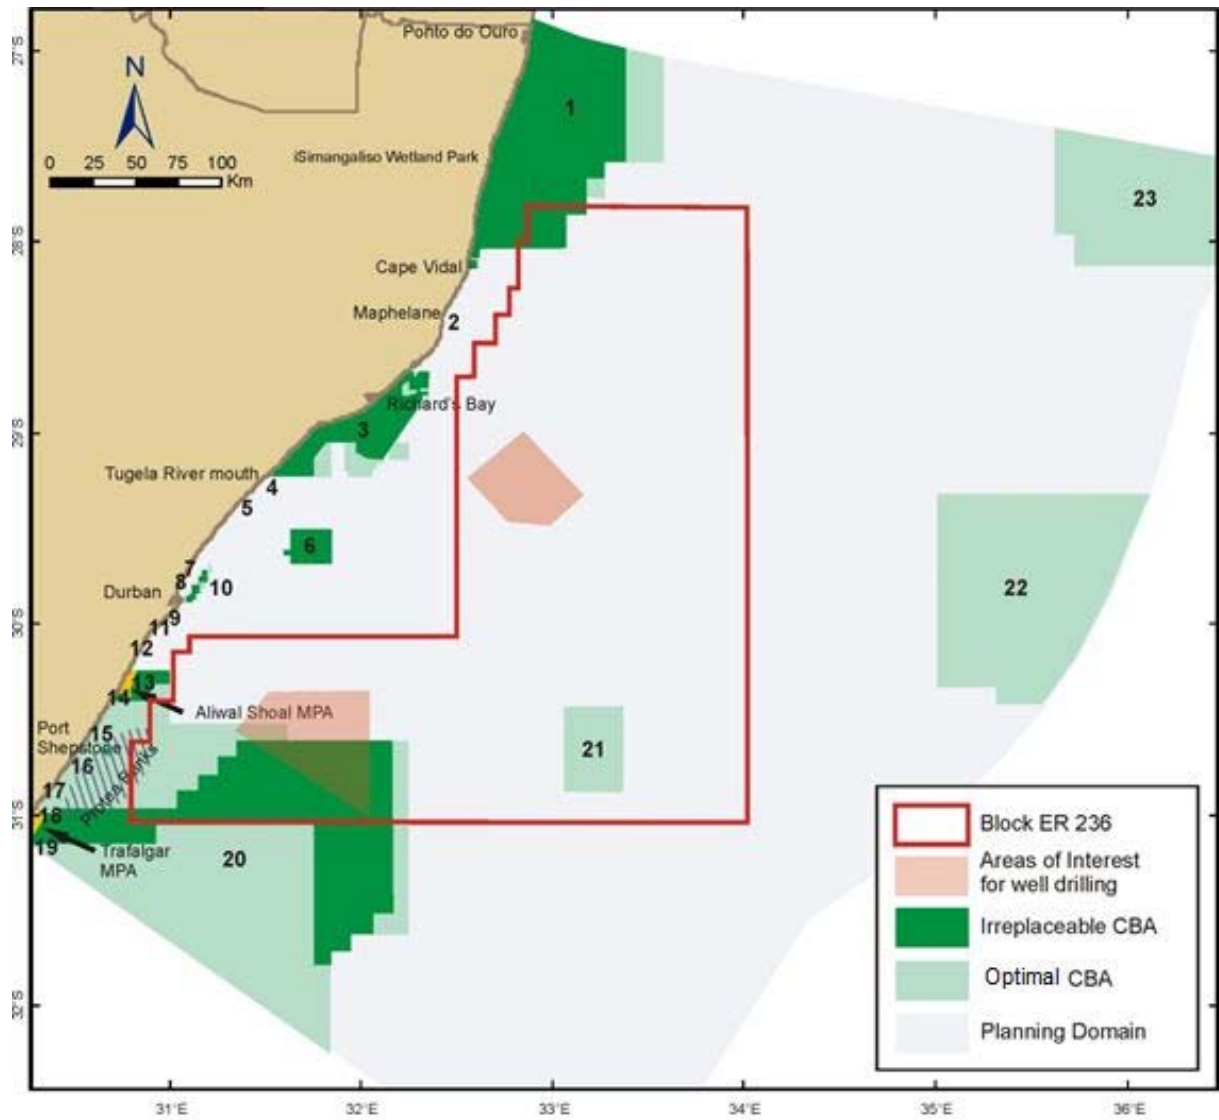 Ponto do Ouro
27°S
N
1
0 25 50 75 100
Km
iSimangaliso Wetland Park
23
28°S
Cape Vidal
Maphelane
2
Richard's Bay
3
29°S
Tugela River mouth
4
5
6
7
8
10
Durban
22
9
30°S
11
12
13
14
Aliwal Shoal MPA
Port
Shepstone
15
21
16
Protea Banks
17
18
31°S
19
Trafalgar
MPA
20
Block ER 236
Areas of Interest
for well drilling
Irreplaceable CBA
Optimal CBA
Planning Domain
32°S
31°E 32°E 33°E 34°E 35°E 36°E